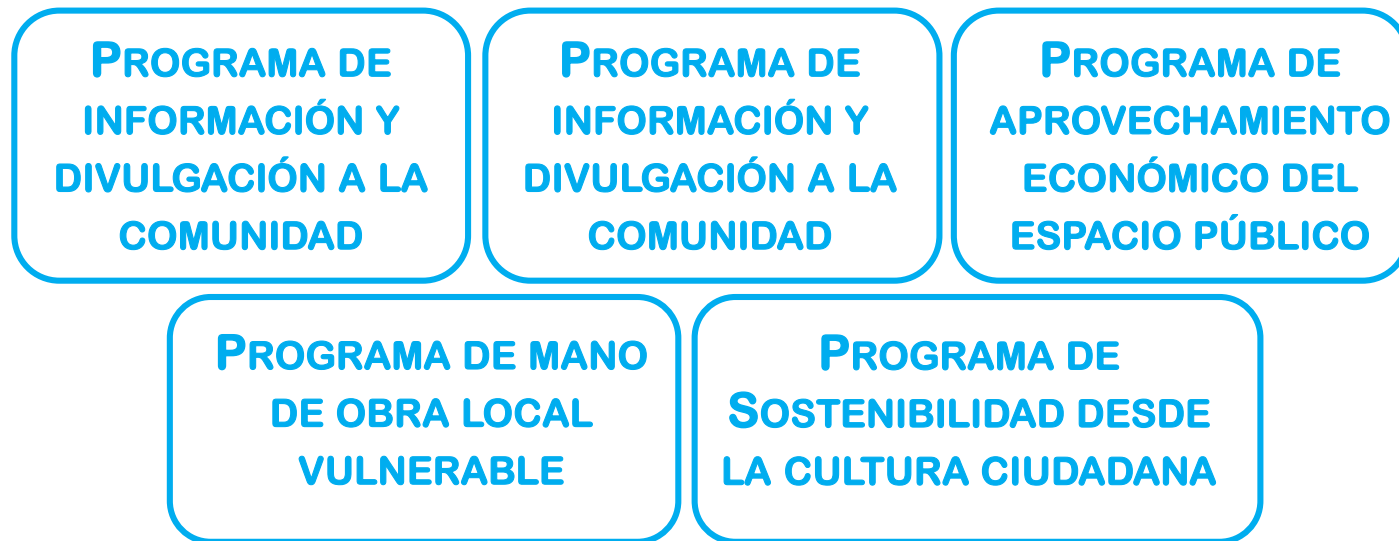 PROGRAMA DE
INFORMACIÓN Y
DIVULGACIÓN A LA
COMUNIDAD
PROGRAMA DE
INFORMACIÓN Y
DIVULGACIÓN A LA
COMUNIDAD
PROGRAMA DE
APROVECHAMIENTO
ECONÓMICO DEL
ESPACIO PÚBLICO
PROGRAMA DE MANO
DE OBRA LOCAL
VULNERABLE
PROGRAMA DE
SOSTENIBILIDAD DESDE
LA CULTURA CIUDADANA